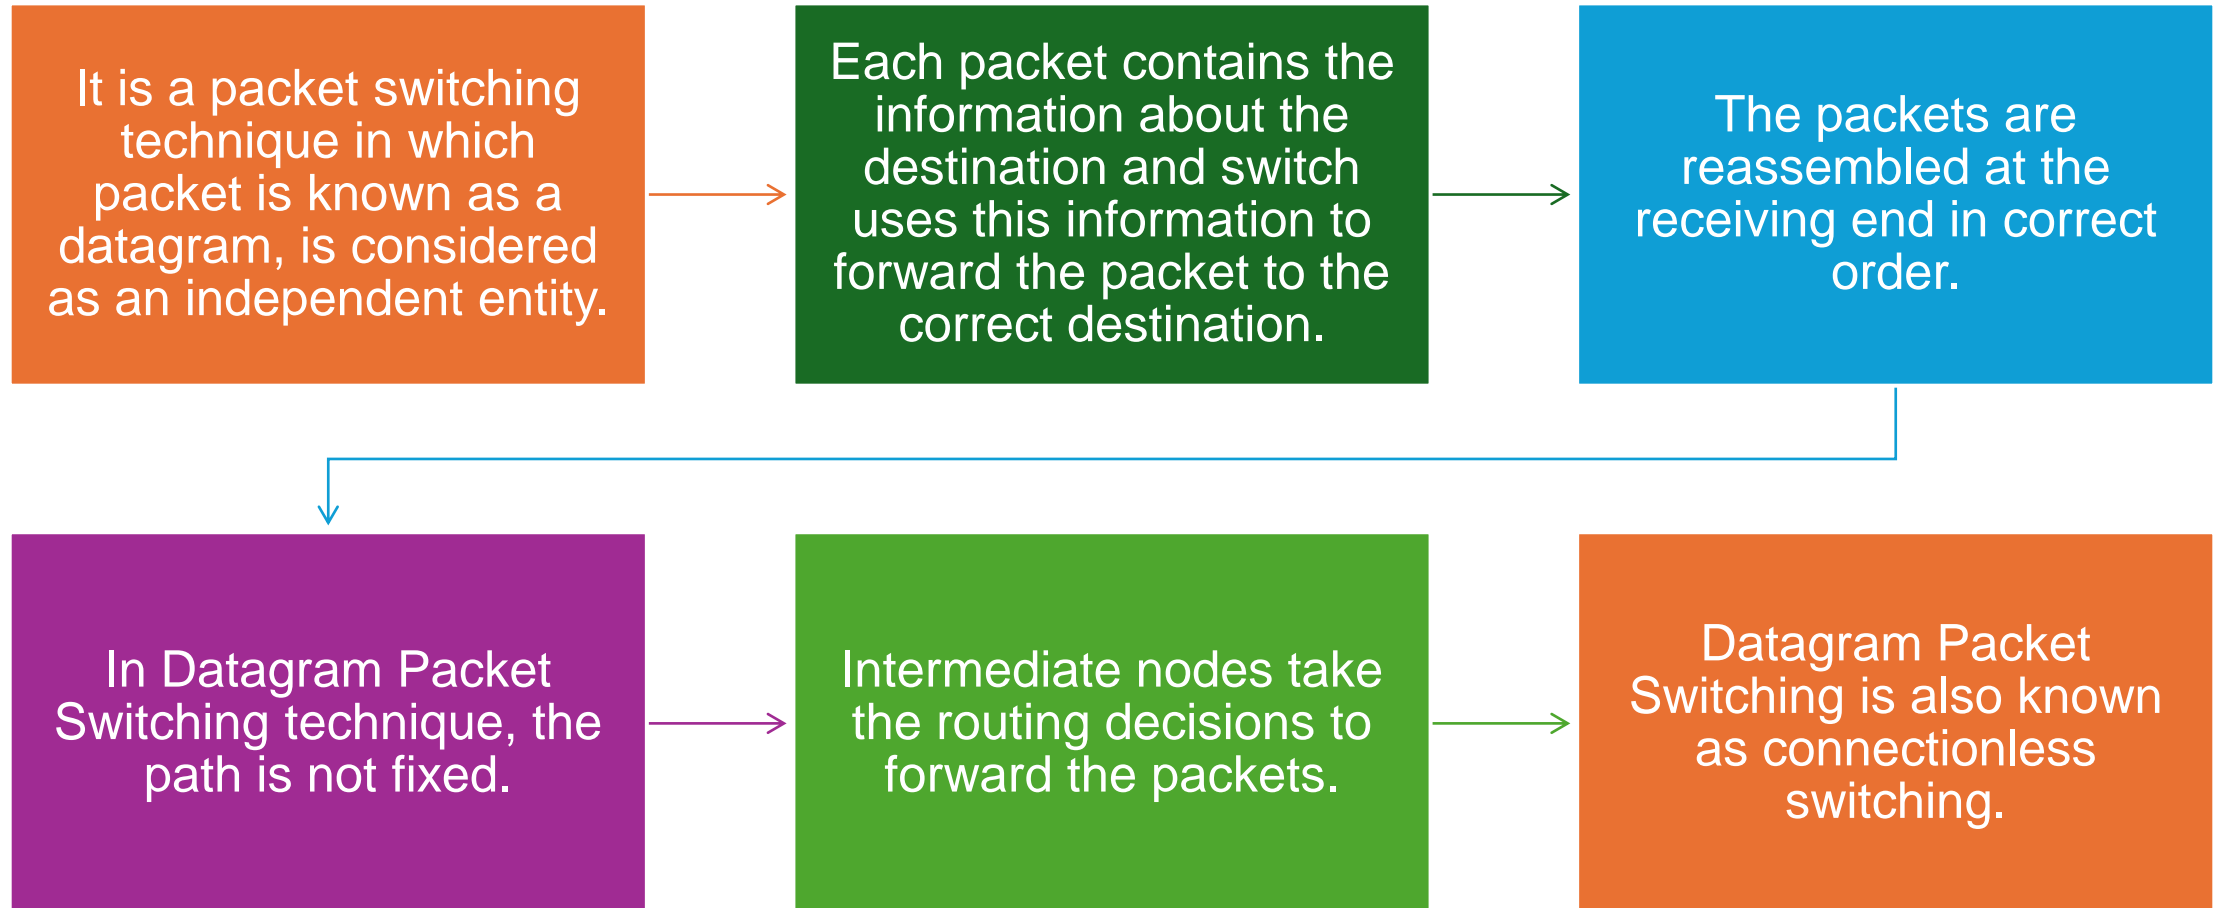 It is a packet switching
technique in which
packet is known as a
datagram, is considered
as an independent entity.
Each packet contains the
information about the
destination and switch
uses this information to
forward the packet to the
correct destination.
The packets are
reassembled at the
receiving end in correct
order.
In Datagram Packet
Switching technique, the
path is not fixed.
Intermediate nodes take
the routing decisions to
forward the packets.
Datagram Packet
Switching is also known
as connectionless
switching.